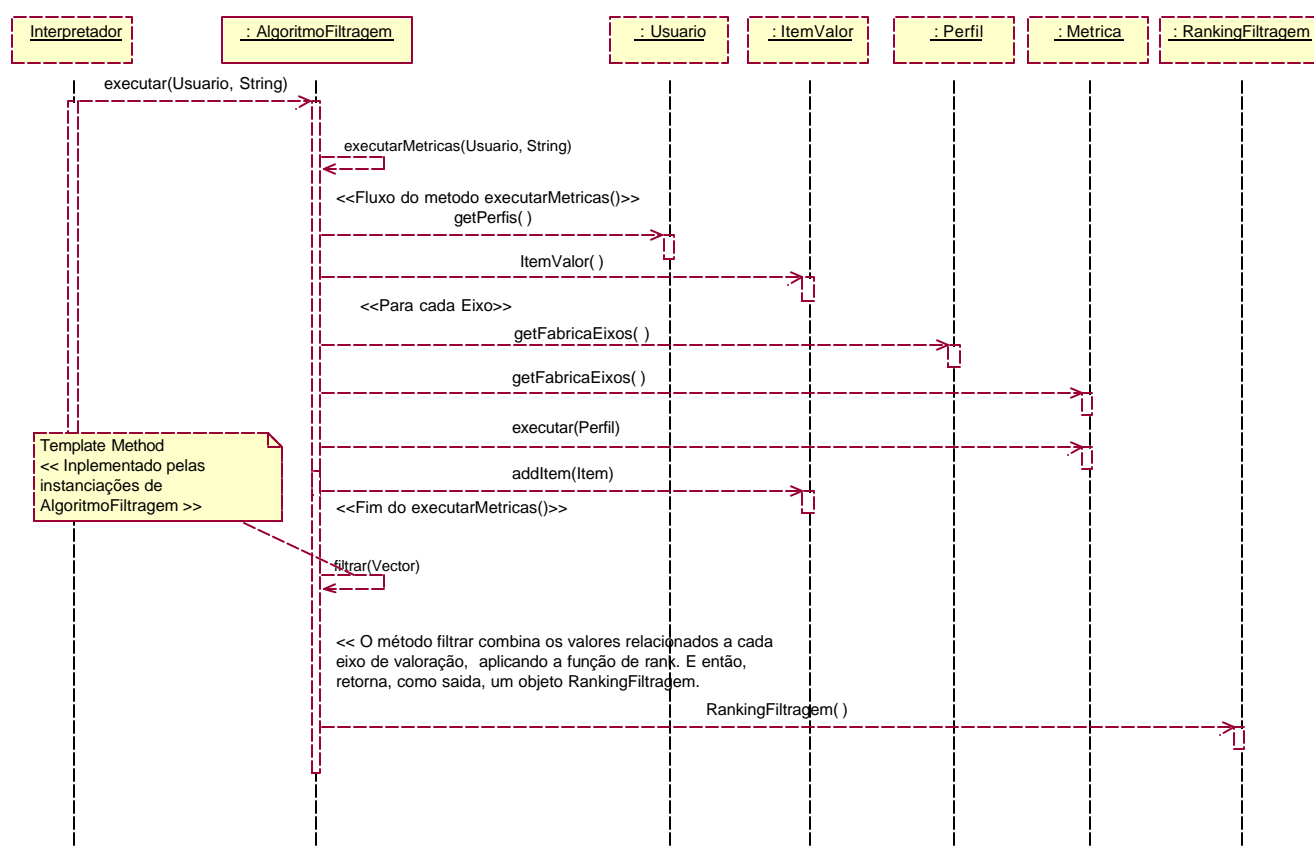 Interpretador
: AlgoritmoFiltragem
: Usuario
: ItemValor
: Perfil
: Metrica
: RankingFiltragem
executar(Usuario, String)
executarMetricas(Usuario, String)
<<Fluxo do metodo executarMetricas()>>
getPerfis( )
ItemValor( )
<<Para cada Eixo>>
getFabricaEixos( )
getFabricaEixos( )
executar(Perfil)
Template Method
<< Inplementado pelas
instanciações de
AlgoritmoFiltragem >>
addItem(Item)
<<Fim do executarMetricas()>>
filtrar(Vector)
<< O método filtrar combina os valores relacionados a cada
eixo de valoração, aplicando a função de rank. E então,
retorna, como saida, um objeto RankingFiltragem.
RankingFiltragem( )